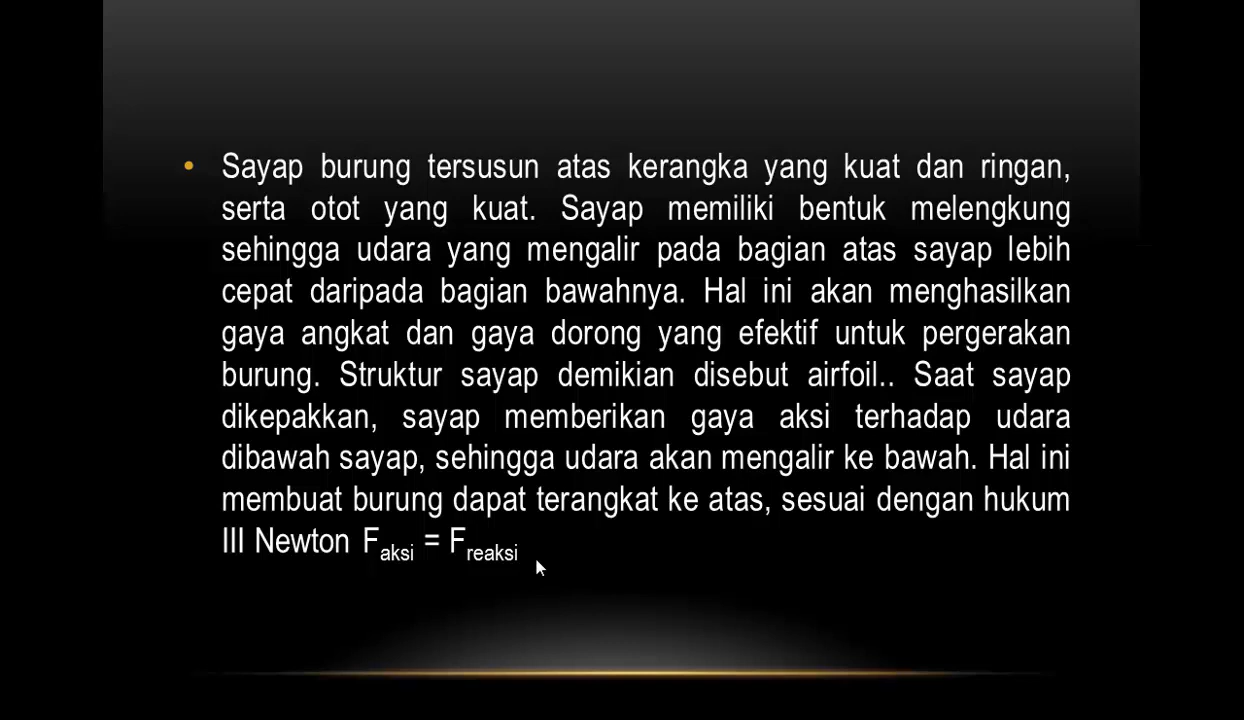 • Sayap burung tersusun atas kerangka yang kuat dan ringan,
serta otot yang kuat. Sayap memiliki bentuk melengkung
sehingga udara yang mengalir pada bagian atas sayap lebih
cepat daripada bagian bawahnya. Hal ini akan menghasilkan
gaya angkat dan gaya dorong yang efektif untuk pergerakan
burung. Struktur sayap demikian disebut airfoil.. Saat sayap
dikepakkan, sayap memberikan gaya aksi terhadap udara
dibawah sayap, sehingga udara akan mengalir ke bawah. Hal ini
membuat burung dapat terangkat ke atas, sesuai dengan hukum
III Newton F aksi = F reaksi